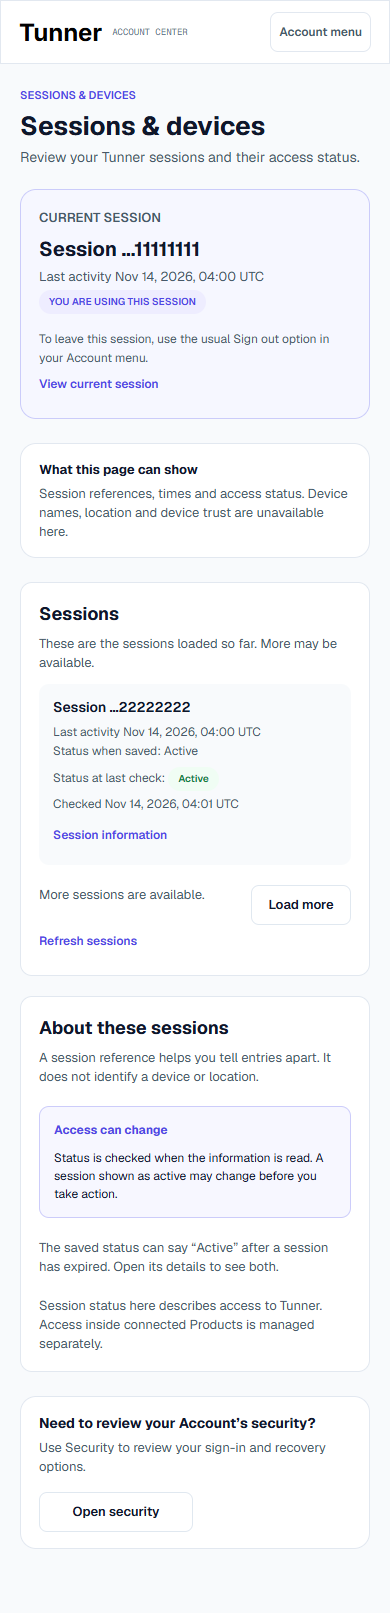 Tunner ACCOUNT CENTER Account menu
SESSIONS & DEVICES
Sessions & devices
Review your Tunner sessions and their access status.
CURRENT SESSION
Session …11111111
Last activity Nov 14, 2026, 04:00 UTC
YOU ARE USING THIS SESSION
To leave this session, use the usual Sign out option in
your Account menu.
View current session
What this page can show
Session references, times and access status. Device
names, location and device trust are unavailable
here.
Sessions
These are the sessions loaded so far. More may be
available.
Session …22222222
Last activity Nov 14, 2026, 04:00 UTC
Status when saved: Active
Status at last check: Active
Checked Nov 14, 2026, 04:01 UTC
Session information
More sessions are available. Load more
Refresh sessions
About these sessions
A session reference helps you tell entries apart. It
does not identify a device or location.
Access can change
Status is checked when the information is read. A
session shown as active may change before you
take action.
The saved status can say “Active” after a session
has expired. Open its details to see both.
Session status here describes access to Tunner.
Access inside connected Products is managed
separately.
Need to review your Account’s security?
Use Security to review your sign-in and recovery
options.
Open security